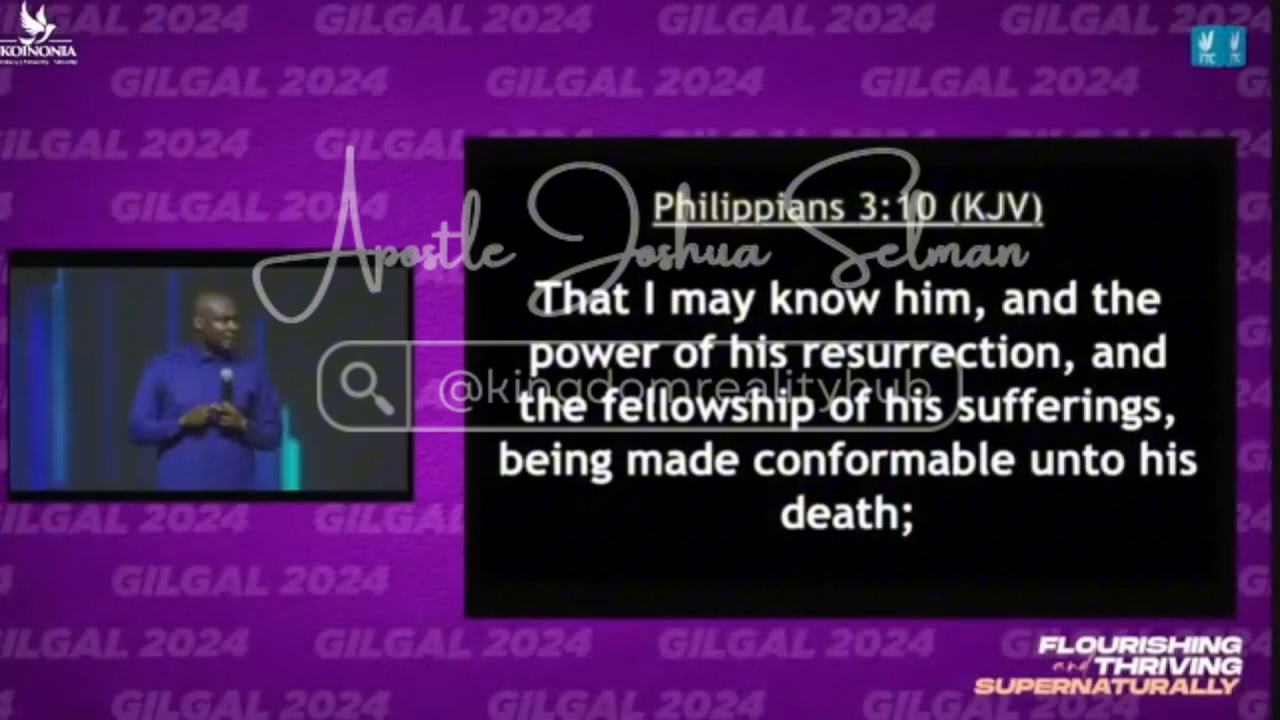 KOINONIA
GILGAL 2024
TTC
Philippians 3:10 (KJV)
Apostle Joshua Selman
That I may know him, and the
power of his resurrection, and
@kingdomrealityhub
the fellowship of his sufferings,
being made conformable unto his
death;
FLOURISHING
and THRIVING
SUPERNATURALLY